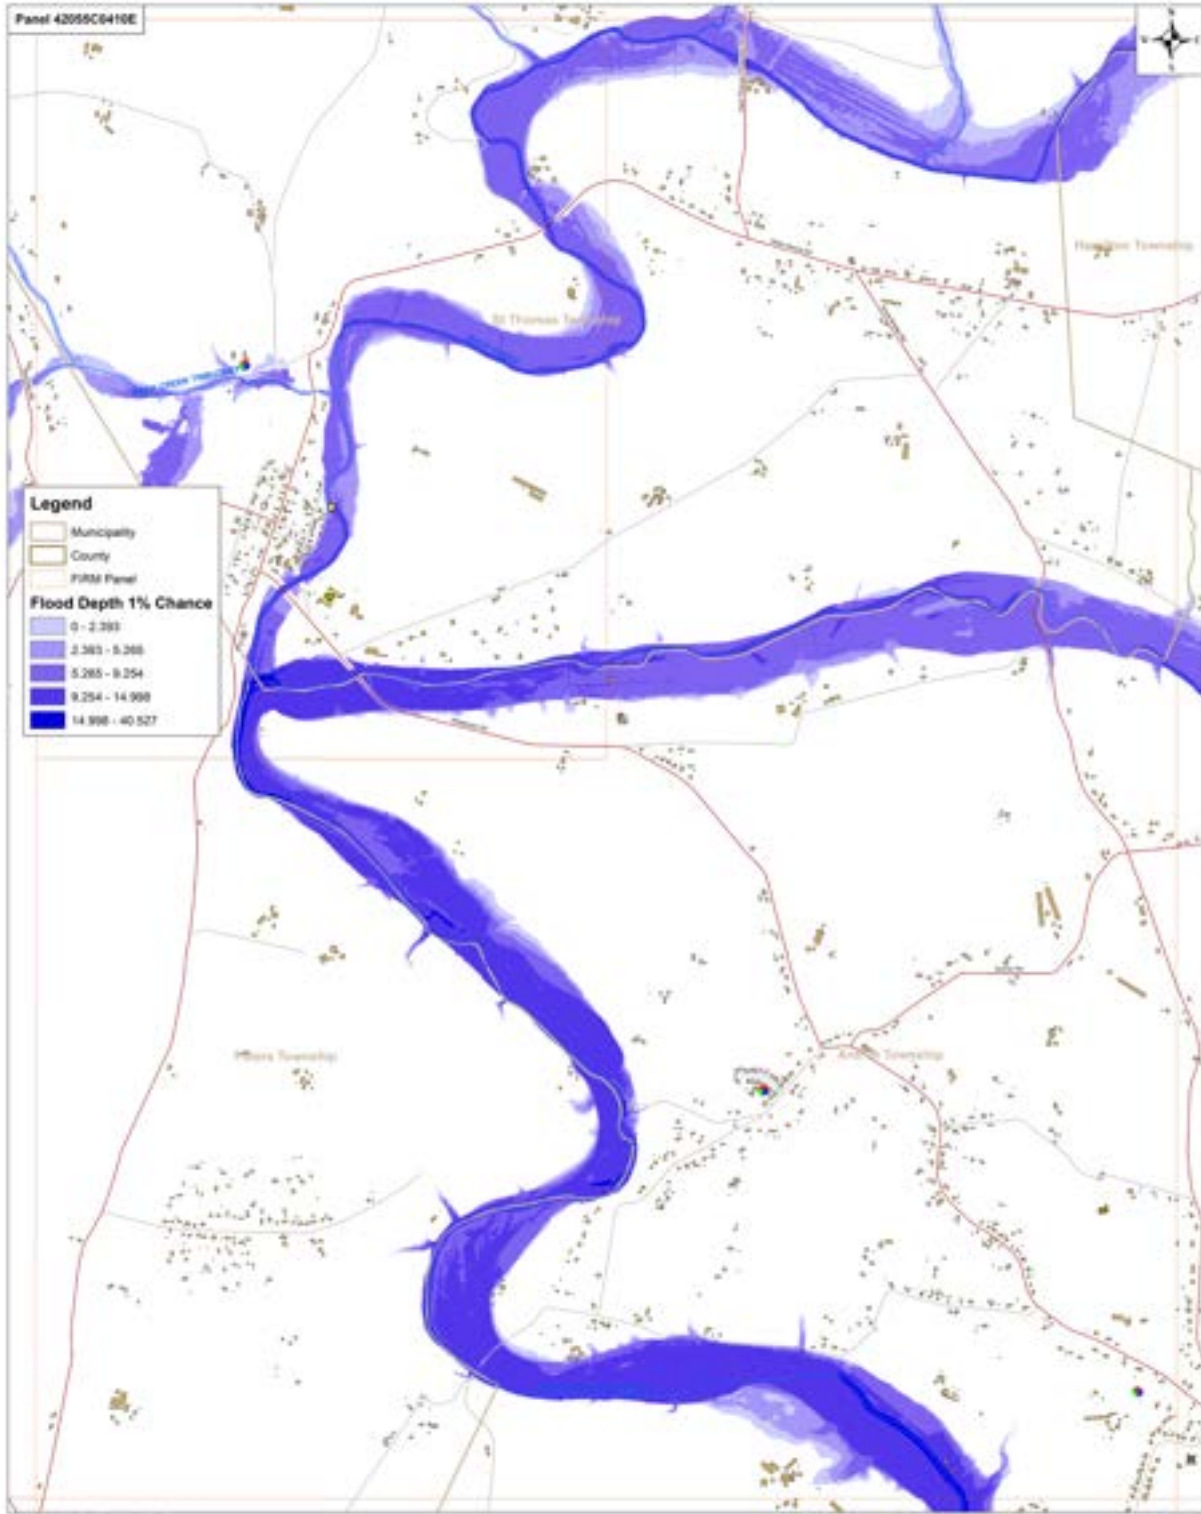 Panel 42055C0410E
Hamilton Township
St Thomas Township
Legend
Municipality
County
FIRM Panel
Flood Depth 1% Chance
0 - 2.393
2.393 - 5.265
5.265 - 9.254
9.254 - 14.998
14.998 - 40.527
Peters Township
Antrim Township